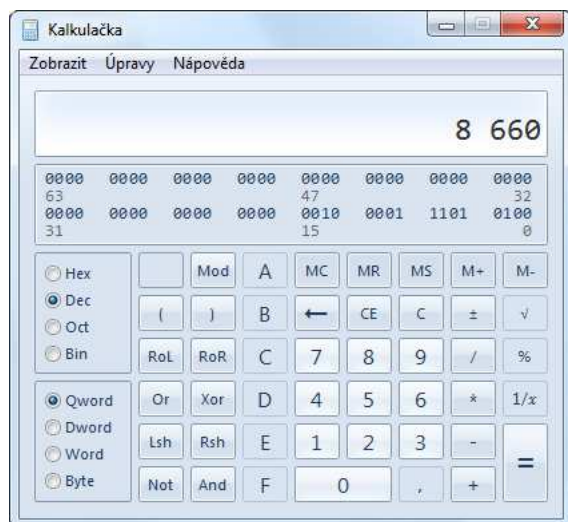 Kalkulačka
Zobrazit Úpravy Nápověda
8 660
0000 0000 0000 0000 0000 0000 0000 0000
63 47 32
0000 0000 0000 0000 0010 0001 1101 0100
31 15 0
Hex Mod A MC MR MS M+ M-
Dec ( ) B ← CE C ± √
Oct
Bin RoL RoR C 7 8 9 / %
Qword Or Xor D 4 5 6 * 1/x
Dword
Word Lsh Rsh E 1 2 3 - =
Byte Not And F 0 , +